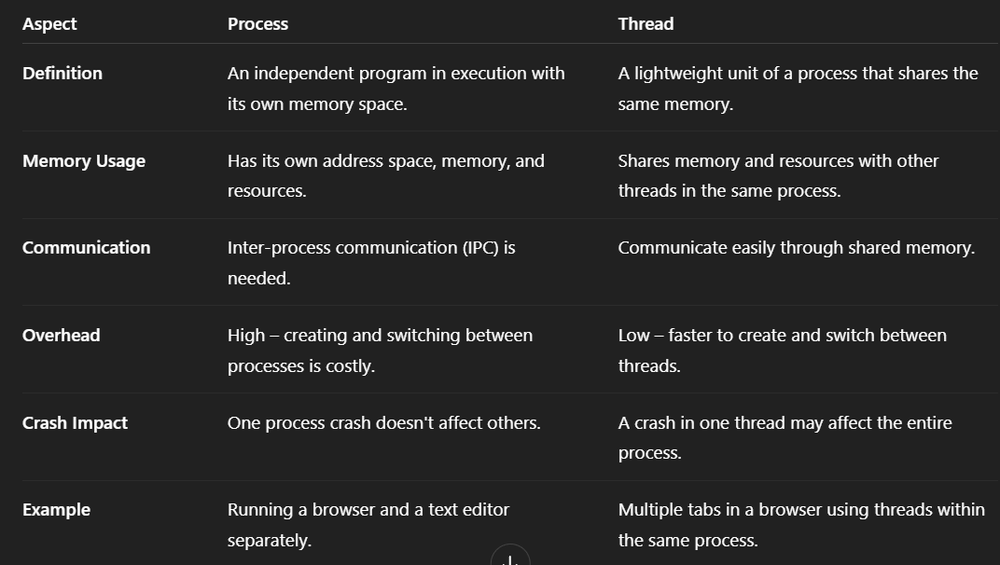 Aspect Process Thread
Definition An independent program in execution with A lightweight unit of a process that shares the
its own memory space. same memory.
Memory Usage Has its own address space, memory, and Shares memory and resources with other
resources. threads in the same process.
Communication Inter-process communication (IPC) is Communicate easily through shared memory.
needed.
Overhead High – creating and switching between Low – faster to create and switch between
processes is costly. threads.
Crash Impact One process crash doesn't affect others. A crash in one thread may affect the entire
process.
Example Running a browser and a text editor Multiple tabs in a browser using threads within
separately. the same process.